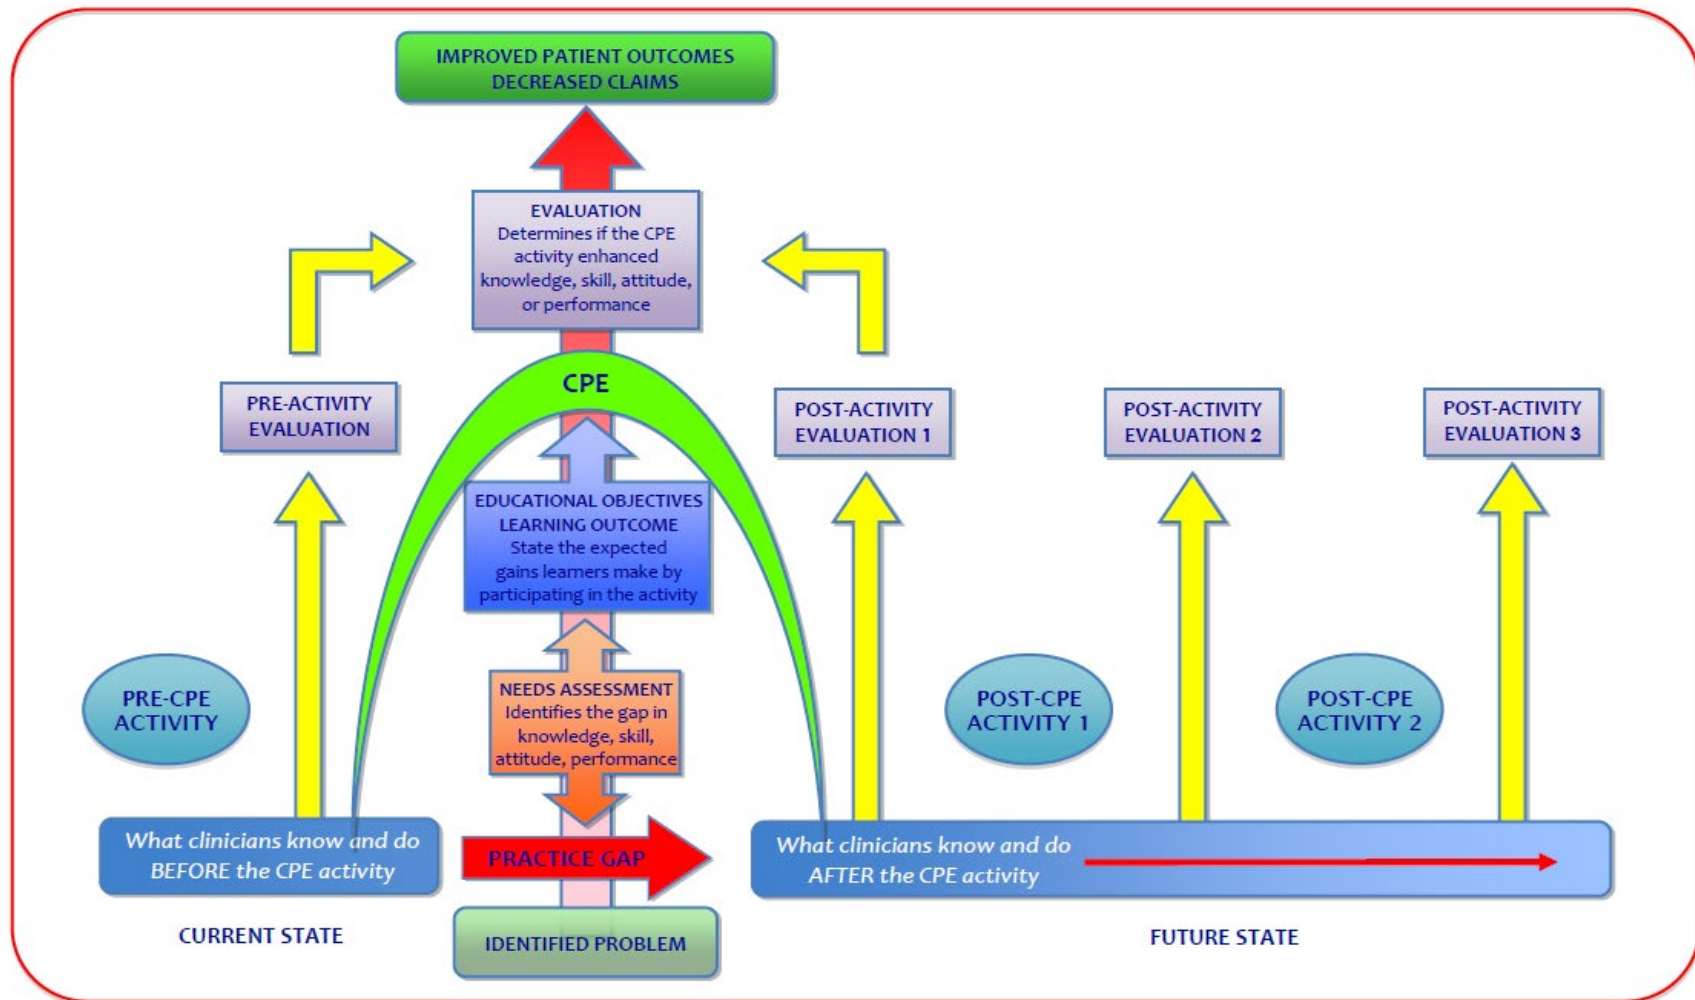 IMPROVED PATIENT OUTCOMES
DECREASED CLAIMS
EVALUATION
Determines if the CPE
activity enhanced
knowledge, skill, attitude,
or performance
CPE
PRE-ACTIVITY
EVALUATION
POST-ACTIVITY
EVALUATION 1
POST-ACTIVITY
EVALUATION 2
POST-ACTIVITY
EVALUATION 3
EDUCATIONAL OBJECTIVES
LEARNING OUTCOME
State the expected
gains learners make by
participating in the activity
PRE-CPE
ACTIVITY
NEEDS ASSESSMENT
Identifies the gap in
knowledge, skill,
attitude, performance
POST-CPE
ACTIVITY 1
POST-CPE
ACTIVITY 2
What clinicians know and do
BEFORE the CPE activity
PRACTICE GAP
What clinicians know and do
AFTER the CPE activity
CURRENT STATE
IDENTIFIED PROBLEM
FUTURE STATE